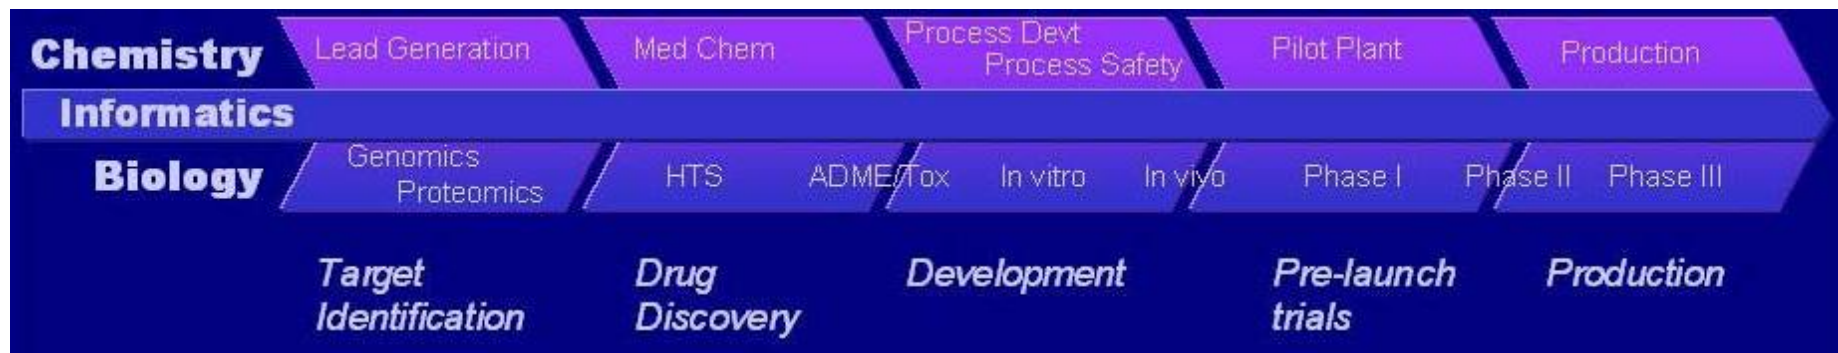 Chemistry Lead Generation Med Chem Process Devt Process Safety Pilot Plant Production
Informatics
Biology Genomics Proteomics HTS ADME/Tox In vitro In vivo Phase I Phase II Phase III
Target Identification Drug Discovery Development Pre-launch trials Production